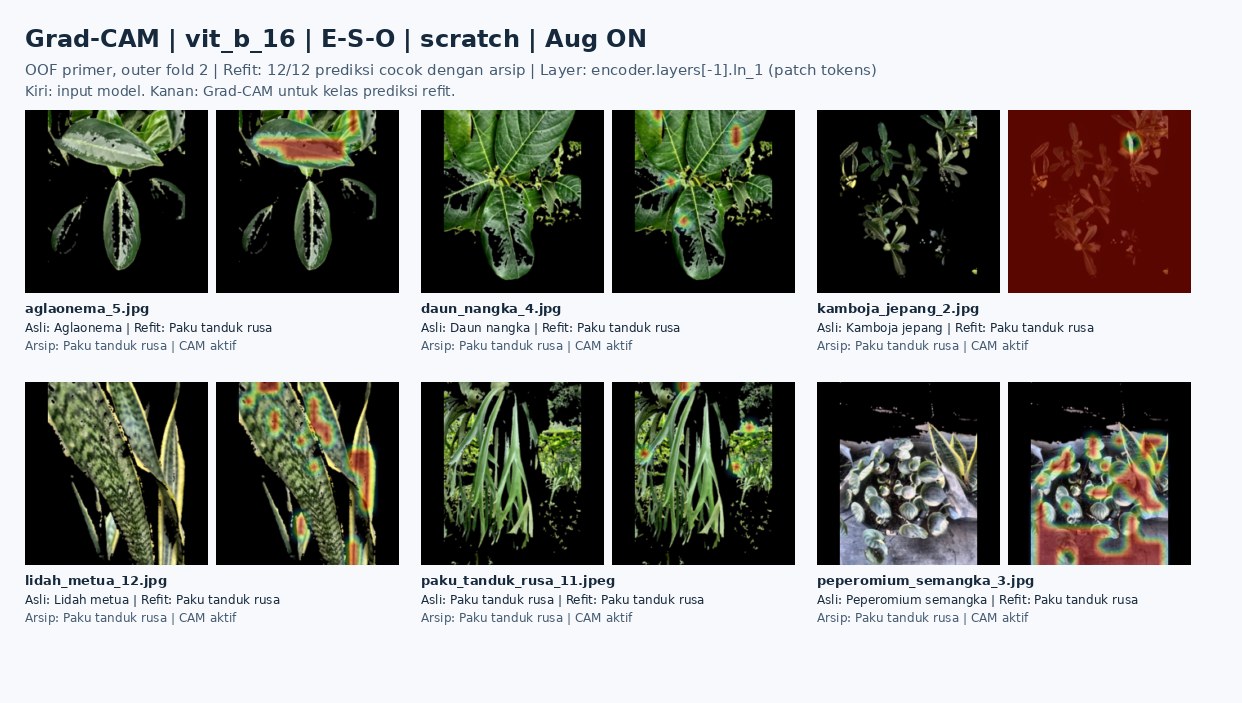 Grad-CAM | vit_b_16 | E-S-O | scratch | Aug ON
OOF primer, outer fold 2 | Refit: 12/12 prediksi cocok dengan arsip | Layer: encoder.layers[-1].ln_1 (patch tokens)
Kiri: input model. Kanan: Grad-CAM untuk kelas prediksi refit.
aglaonema_5.jpg
Asli: Aglaonema | Refit: Paku tanduk rusa
Arsip: Paku tanduk rusa | CAM aktif
daun_nangka_4.jpg
Asli: Daun nangka | Refit: Paku tanduk rusa
Arsip: Paku tanduk rusa | CAM aktif
kamboja_jepang_2.jpg
Asli: Kamboja jepang | Refit: Paku tanduk rusa
Arsip: Paku tanduk rusa | CAM aktif
lidah_metua_12.jpg
Asli: Lidah metua | Refit: Paku tanduk rusa
Arsip: Paku tanduk rusa | CAM aktif
paku_tanduk_rusa_11.jpeg
Asli: Paku tanduk rusa | Refit: Paku tanduk rusa
Arsip: Paku tanduk rusa | CAM aktif
peperomium_semangka_3.jpg
Asli: Peperomium semangka | Refit: Paku tanduk rusa
Arsip: Paku tanduk rusa | CAM aktif